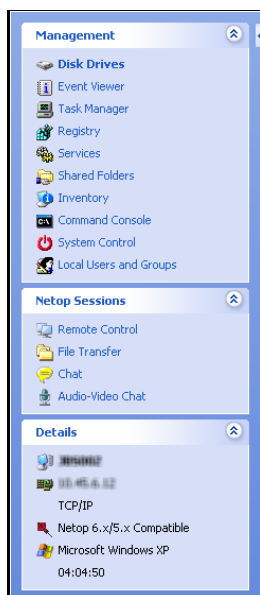 Management
Disk Drives
Event Viewer
Task Manager
Registry
Services
Shared Folders
Inventory
Command Console
System Control
Local Users and Groups
Netop Sessions
Remote Control
File Transfer
Chat
Audio-Video Chat
Details
TCP/IP
Netop 6.x/5.x Compatible
Microsoft Windows XP
04:04:50